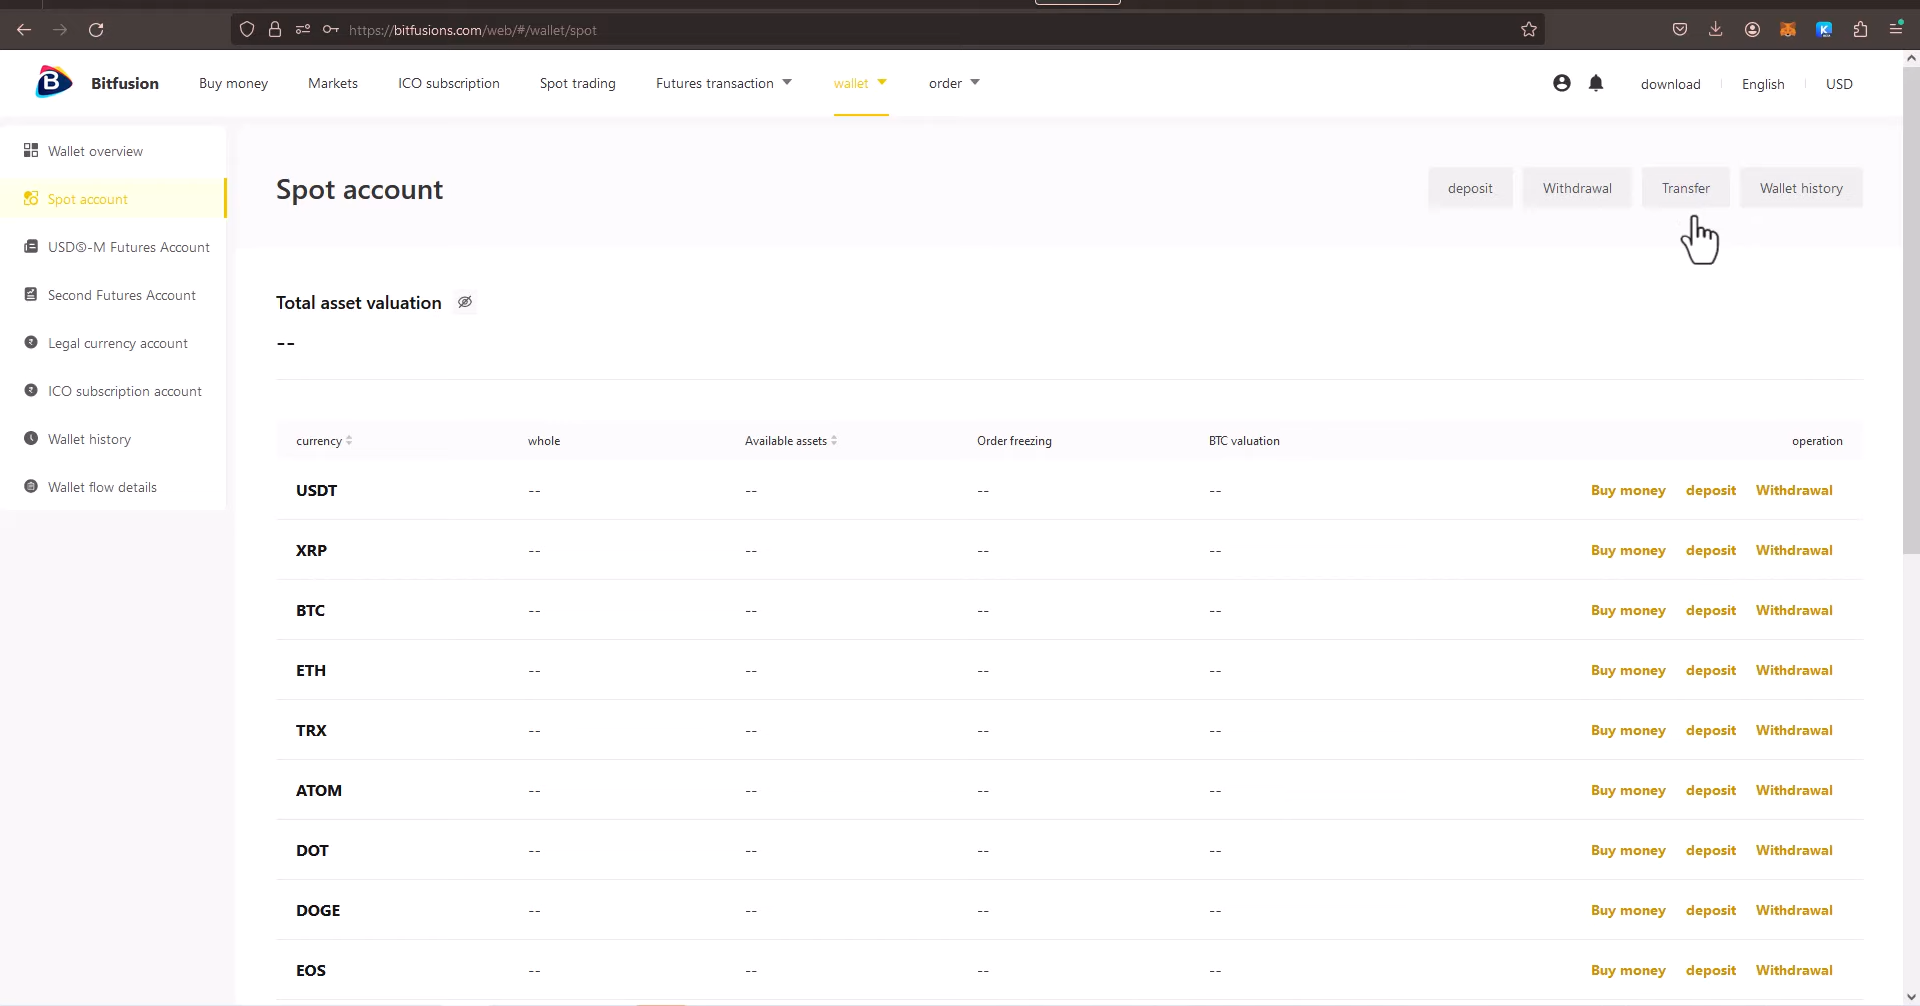 https://bitfusions.com/web/#/wallet/spot
Bitfusion Buy money Markets ICO subscription Spot trading Futures transaction wallet order download English USD
Wallet overview
Spot account
USDⓈ-M Futures Account
Second Futures Account
Legal currency account
ICO subscription account
Wallet history
Wallet flow details
Spot account
deposit Withdrawal Transfer Wallet history
Total asset valuation
--
currency whole Available assets Order freezing BTC valuation operation
USDT -- -- -- -- Buy money deposit Withdrawal
XRP -- -- -- -- Buy money deposit Withdrawal
BTC -- -- -- -- Buy money deposit Withdrawal
ETH -- -- -- -- Buy money deposit Withdrawal
TRX -- -- -- -- Buy money deposit Withdrawal
ATOM -- -- -- -- Buy money deposit Withdrawal
DOT -- -- -- -- Buy money deposit Withdrawal
DOGE -- -- -- -- Buy money deposit Withdrawal
EOS -- -- -- -- Buy money deposit Withdrawal